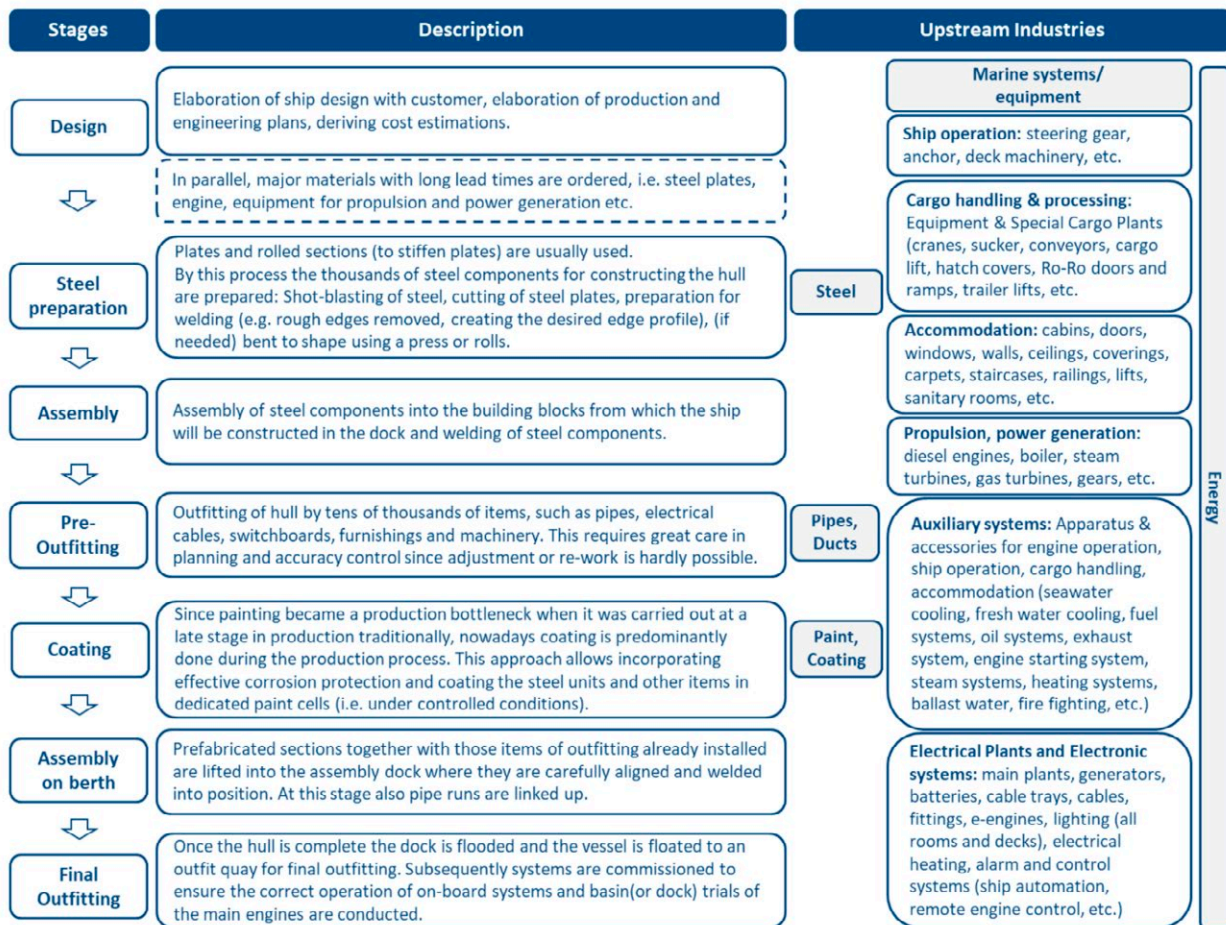 Stages
Description
Upstream Industries
Design
Elaboration of ship design with customer, elaboration of production and
engineering plans, deriving cost estimations.
In parallel, major materials with long lead times are ordered, i.e. steel plates,
engine, equipment for propulsion and power generation etc.
Steel
preparation
Plates and rolled sections (to stiffen plates) are usually used.
By this process the thousands of steel components for constructing the hull
are prepared: Shot-blasting of steel, cutting of steel plates, preparation for
welding (e.g. rough edges removed, creating the desired edge profile), (if
needed) bent to shape using a press or rolls.
Steel
Assembly
Assembly of steel components into the building blocks from which the ship
will be constructed in the dock and welding of steel components.
Pre-
Outfitting
Outfitting of hull by tens of thousands of items, such as pipes, electrical
cables, switchboards, furnishings and machinery. This requires great care in
planning and accuracy control since adjustment or re-work is hardly possible.
Pipes,
Ducts
Coating
Since painting became a production bottleneck when it was carried out at a
late stage in production traditionally, nowadays coating is predominantly
done during the production process. This approach allows incorporating
effective corrosion protection and coating the steel units and other items in
dedicated paint cells (i.e. under controlled conditions).
Paint,
Coating
Assembly
on berth
Prefabricated sections together with those items of outfitting already installed
are lifted into the assembly dock where they are carefully aligned and welded
into position. At this stage also pipe runs are linked up.
Final
Outfitting
Once the hull is complete the dock is flooded and the vessel is floated to an
outfit quay for final outfitting. Subsequently systems are commissioned to
ensure the correct operation of on-board systems and basin(or dock) trials of
the main engines are conducted.
Marine systems/
equipment
Ship operation: steering gear,
anchor, deck machinery, etc.
Cargo handling & processing:
Equipment & Special Cargo Plants
(cranes, sucker, conveyors, cargo
lift, hatch covers, Ro-Ro doors and
ramps, trailer lifts, etc.
Accommodation: cabins, doors,
windows, walls, ceilings, coverings,
carpets, staircases, railings, lifts,
sanitary rooms, etc.
Propulsion, power generation:
diesel engines, boiler, steam
turbines, gas turbines, gears, etc.
Auxiliary systems: Apparatus &
accessories for engine operation,
ship operation, cargo handling,
accommodation (seawater
cooling, fresh water cooling, fuel
systems, oil systems, exhaust
system, engine starting system,
steam systems, heating systems,
ballast water, fire fighting, etc.)
Electrical Plants and Electronic
systems: main plants, generators,
batteries, cable trays, cables,
fittings, e-engines, lighting (all
rooms and decks), electrical
heating, alarm and control
systems (ship automation,
remote engine control, etc.)
Energy